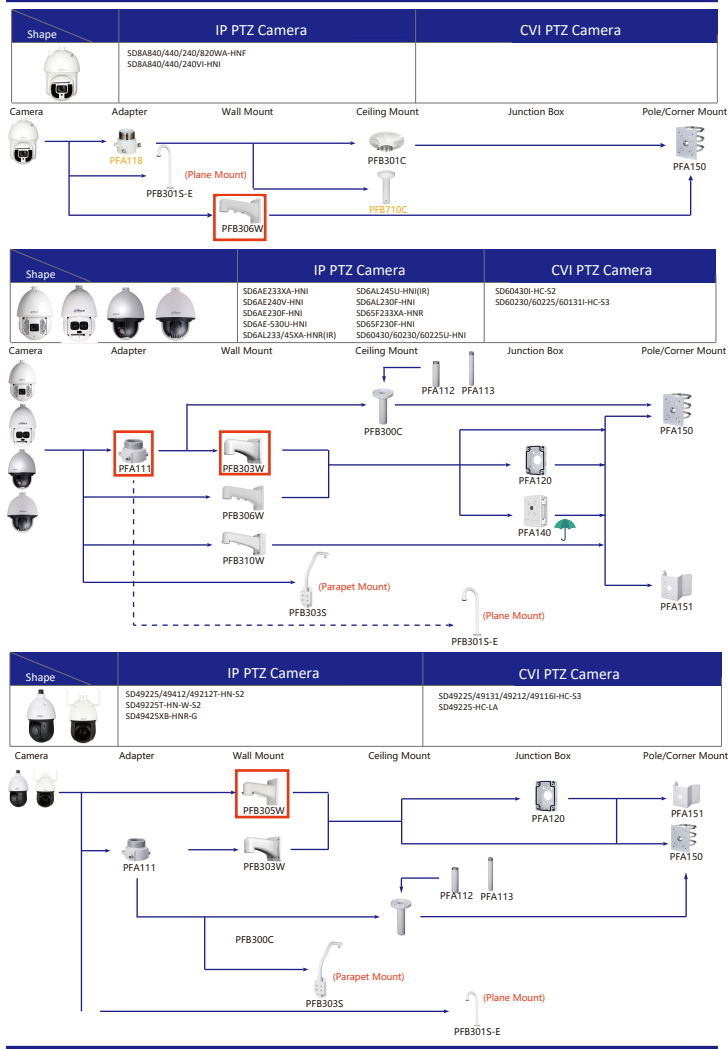 Shape
IP PTZ Camera
CVI PTZ Camera
SD8A840/440/240/820WA-HNF
SD8A840/440/240VI-HNI
Camera
Adapter
Wall Mount
Ceiling Mount
Junction Box
Pole/Corner Mount
PFA118
PFB301C
PFA150
(Plane Mount)
PFB301S-E
PFB710C
PFB306W
Shape
IP PTZ Camera
CVI PTZ Camera
SD6AE233XA-HNI
SD6AE240V-HNI
SD6AE230F-HNI
SD6AE-530U-HNI
SD6AL233/45XA-HNR(IR)
SD6AL245U-HNI(IR)
SD6AL230F-HNI
SD65F233XA-HNR
SD65F230F-HNI
SD60430/60230/60225U-HNI
SD60430I-HC-S2
SD60230/60225/60131I-HC-S3
Camera
Adapter
Wall Mount
Ceiling Mount
Junction Box
Pole/Corner Mount
PFA112
PFA113
PFB300C
PFA150
PFA111
PFB303W
PFA120
PFB306W
PFA140
PFB310W
(Parapet Mount)
PFB303S
PFA151
(Plane Mount)
PFB301S-E
Shape
IP PTZ Camera
CVI PTZ Camera
SD49225/49412/49212T-HN-S2
SD49225T-HN-W-S2
SD49425XB-HNR-G
SD49225/49131/49212/49116I-HC-S3
SD49225-HC-LA
Camera
Adapter
Wall Mount
Ceiling Mount
Junction Box
Pole/Corner Mount
PFB305W
PFA120
PFA151
PFA111
PFB303W
PFA150
PFA112
PFA113
PFB300C
(Parapet Mount)
PFB303S
(Plane Mount)
PFB301S-E